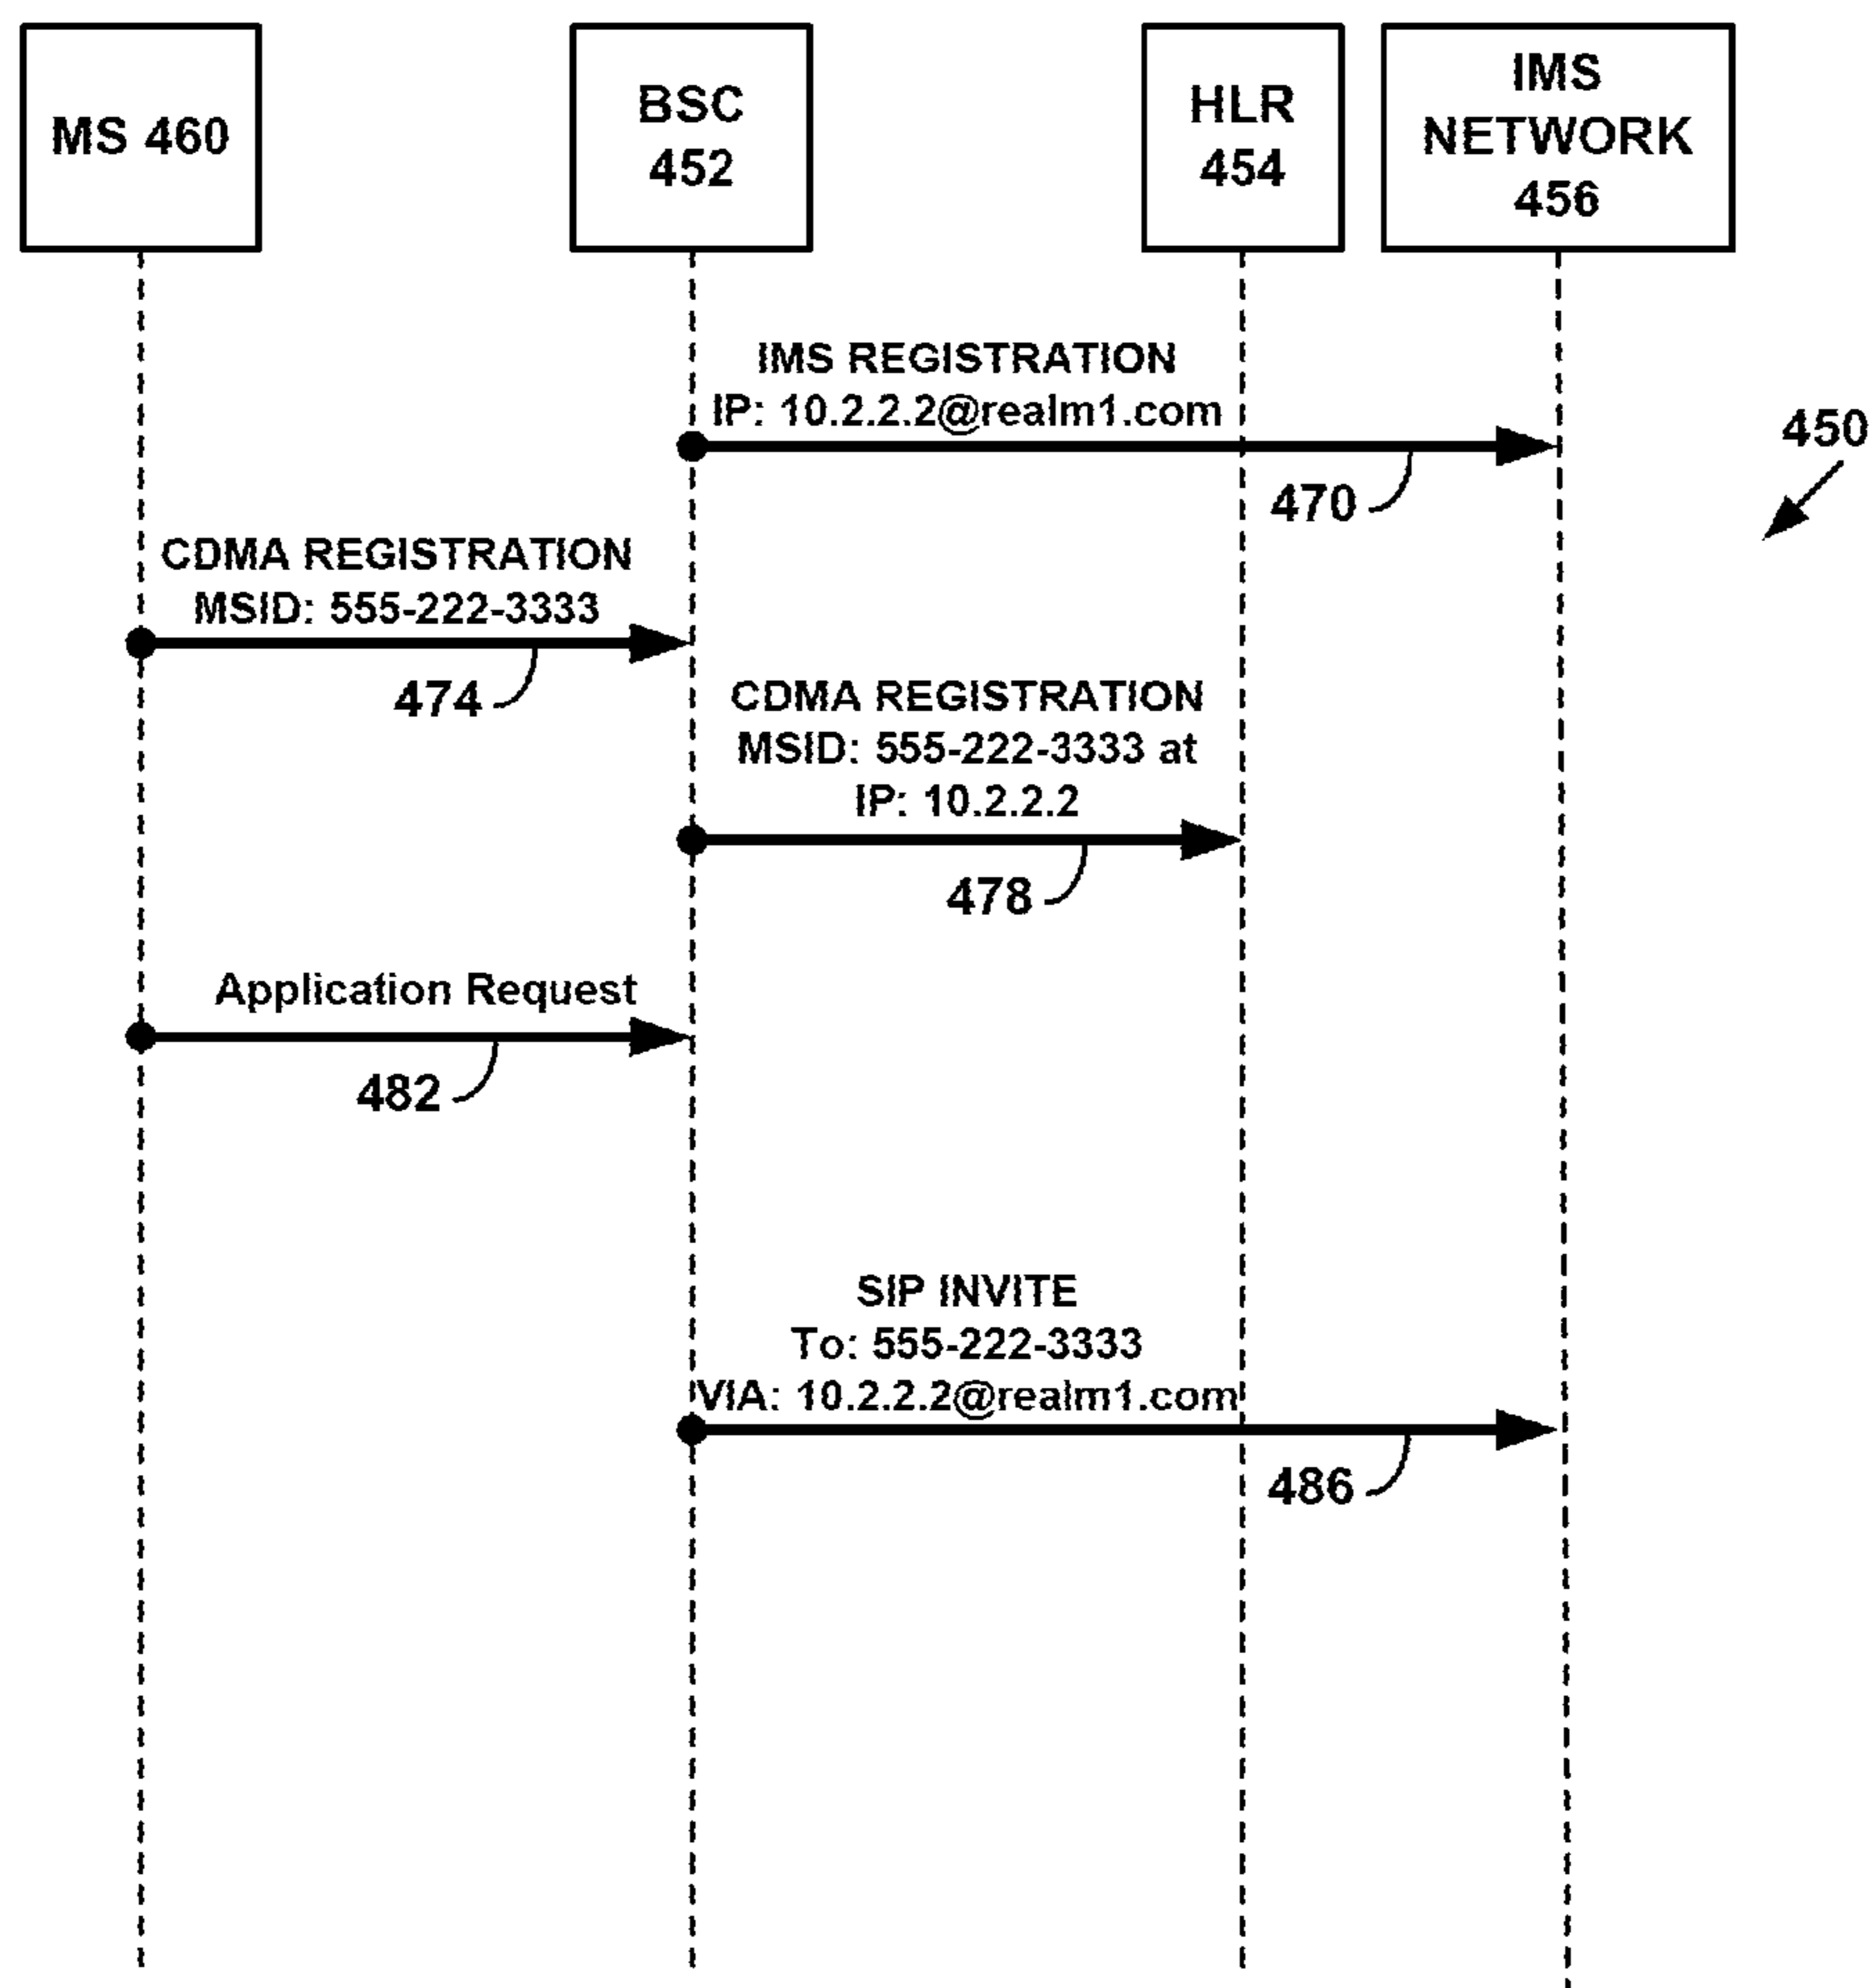 MS 460
BSC
452
HLR
454
IMS
NETWORK
456
IMS REGISTRATION
IP: 10.2.2.2@realm1.com
450
470
CDMA REGISTRATION
MSID: 555-222-3333
474
CDMA REGISTRATION
MSID: 555-222-3333 at
IP: 10.2.2.2
478
Application Request
482
SIP INVITE
To: 555-222-3333
VIA: 10.2.2.2@realm1.com
486